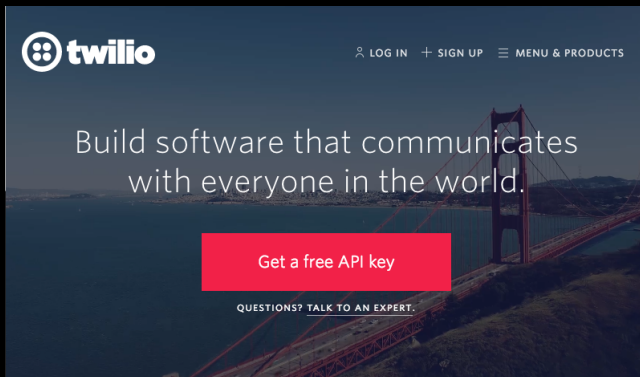 twilio
LOG IN
SIGN UP
MENU & PRODUCTS
Build software that communicates
with everyone in the world.
Get a free API key
QUESTIONS? TALK TO AN EXPERT.